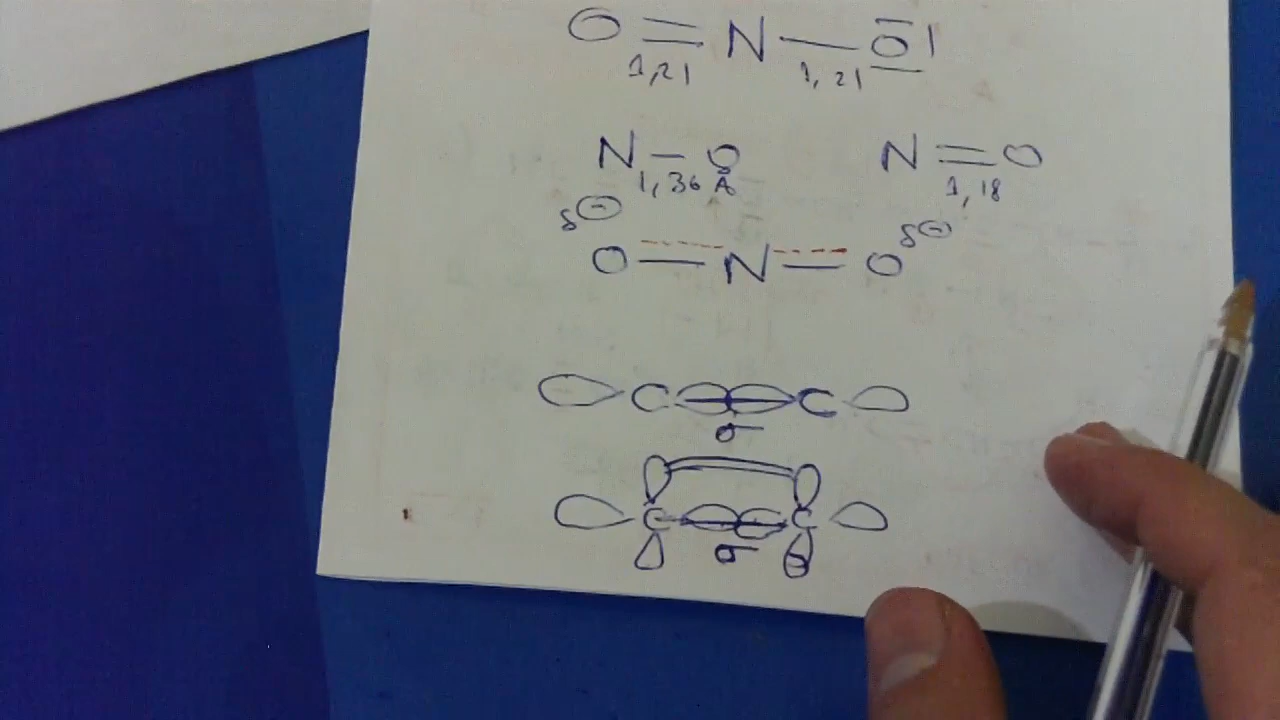 O = N — O
1,21 1,21
N — O N = O
1,36 Å 1,18
δ⊖ δ⊖
O = N = O
C C
σ
C C
σ